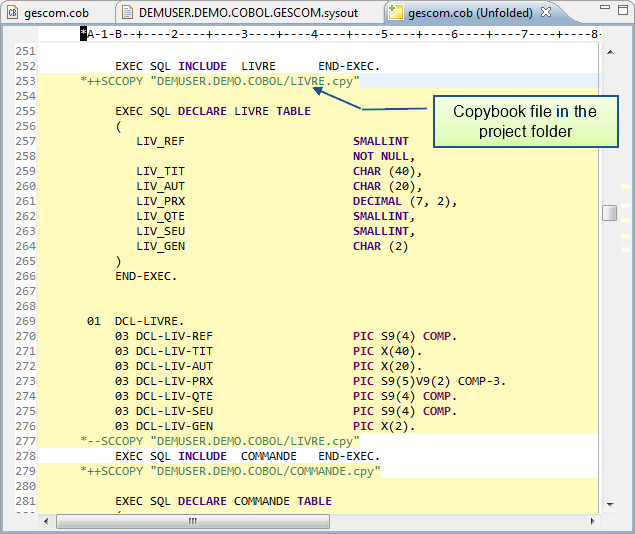 gescom.cob DEMUSER.DEMO.COBOL.GESCOM.sysout gescom.cob (Unfolded)
*A-1-B--+----2----+----3----+----4----+----5----+----6----+----7----+----8-
251
252 EXEC SQL INCLUDE LIVRE END-EXEC.
253 *++SCCOPY "DEMUSER.DEMO.COBOL/LIVRE.cpy"
254
255 EXEC SQL DECLARE LIVRE TABLE
256 (
257 LIV_REF SMALLINT
258 NOT NULL,
259 LIV_TIT CHAR (40),
260 LIV_AUT CHAR (20),
261 LIV_PRX DECIMAL (7, 2),
262 LIV_QTE SMALLINT,
263 LIV_SEU SMALLINT,
264 LIV_GEN CHAR (2)
265 )
266 END-EXEC.
267
268
269 01 DCL-LIVRE.
270 03 DCL-LIV-REF PIC S9(4) COMP.
271 03 DCL-LIV-TIT PIC X(40).
272 03 DCL-LIV-AUT PIC X(20).
273 03 DCL-LIV-PRX PIC S9(5)V9(2) COMP-3.
274 03 DCL-LIV-QTE PIC S9(4) COMP.
275 03 DCL-LIV-SEU PIC S9(4) COMP.
276 03 DCL-LIV-GEN PIC X(2).
277 *--SCCOPY "DEMUSER.DEMO.COBOL/LIVRE.cpy"
278 EXEC SQL INCLUDE COMMANDE END-EXEC.
279 *++SCCOPY "DEMUSER.DEMO.COBOL/COMMANDE.cpy"
280
281 EXEC SQL DECLARE COMMANDE TABLE
Copybook file in the
project folder